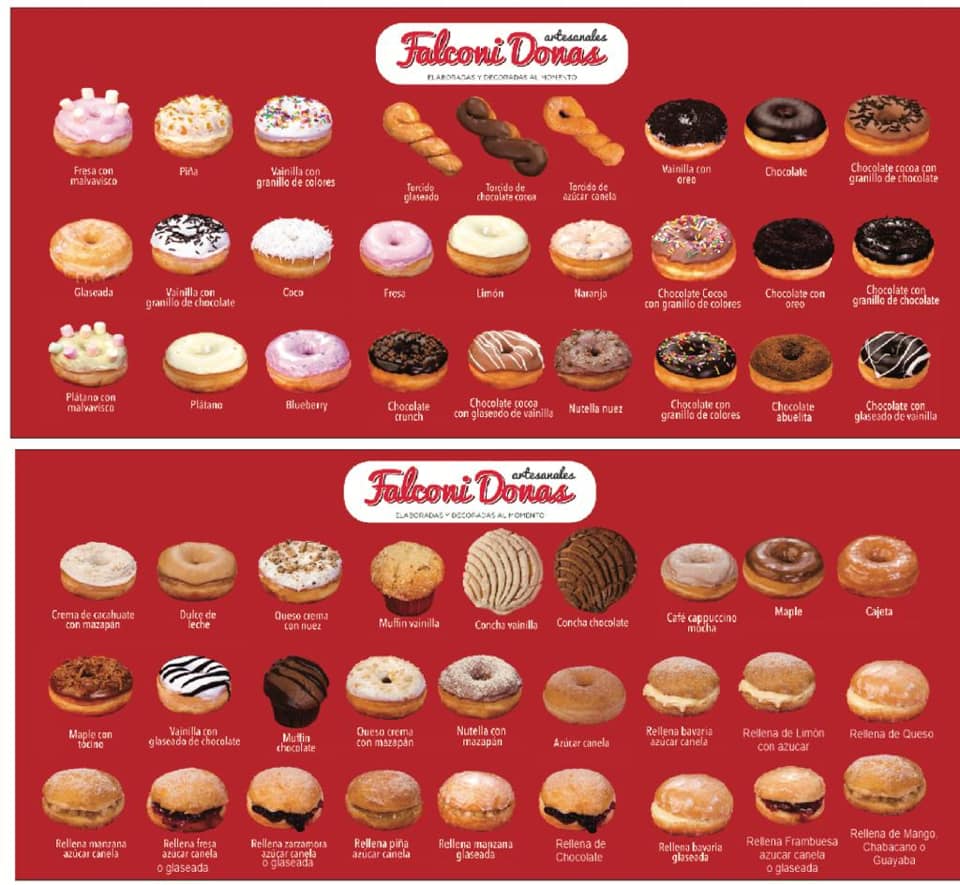 artesanales
Falconi Donas
ELABORADAS Y DECORADAS AL MOMENTO
Fresa con
malvavisco
Piña
Vainilla con
granillo de colores
Torcido
glaseado
Torcido de
chocolate cocoa
Torcido de
azúcar canela
Vainilla con
oreo
Chocolate
Chocolate cocoa con
granillo de chocolate
Glaseada
Vainilla con
granillo de chocolate
Coco
Fresa
Limón
Naranja
Chocolate Cocoa
con granillo de colores
Chocolate con
oreo
Chocolate con
granillo de chocolate
Plátano con
malvavisco
Plátano
Blueberry
Chocolate
crunch
Chocolate cocoa
con glaseado de vainilla
Nutella nuez
Chocolate con
granillo de colores
Chocolate
abuelita
Chocolate con
glaseado de vainilla
artesanales
Falconi Donas
ELABORADAS Y DECORADAS AL MOMENTO
Crema de cacahuate
con mazapán
Dulce de
leche
Queso crema
con nuez
Muffin vainilla
Concha vainilla
Concha chocolate
Café cappuccino
mocha
Maple
Cajeta
Maple con
tocino
Vainilla con
glaseado de chocolate
Muffin
chocolate
Queso crema
con mazapán
Nutella con
mazapán
Azúcar canela
Rellena bavaria
azúcar canela
Rellena de Limón
con azucar
Rellena de Queso
Rellena manzana
azúcar canela
Rellena fresa
azúcar canela
o glaseada
Rellena zarzamora
azúcar canela
o glaseada
Rellena piña
azúcar canela
Rellena manzana
glaseada
Rellena de
Chocolate
Rellena bavaria
glaseada
Rellena Frambuesa
azucar canela
o glaseada
Rellena de Mango,
Chabacano o
Guayaba